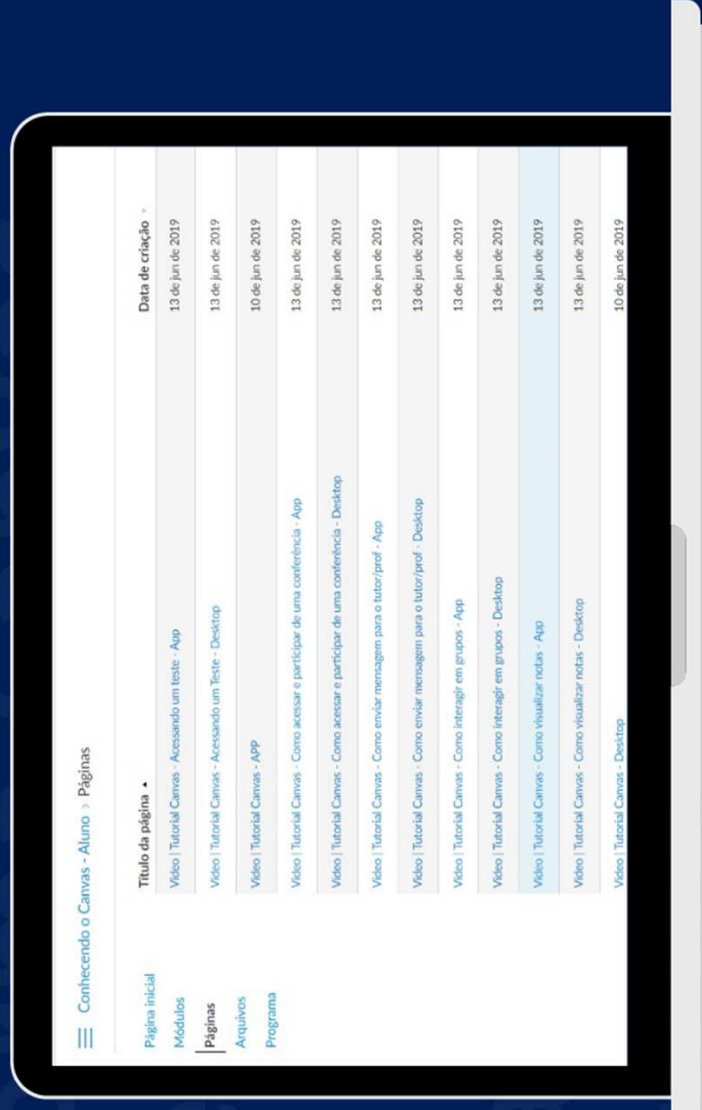 Conhecendo o Canvas - Aluno > Páginas
Página inicial
Módulos
Páginas
Arquivos
Programa
Título da página Data de criação
Vídeo | Tutorial Canvas - Acessando um teste - App 13 de jun de 2019
Vídeo | Tutorial Canvas - Acessando um Teste - Desktop 13 de jun de 2019
Vídeo | Tutorial Canvas - APP 10 de jun de 2019
Vídeo | Tutorial Canvas - Como acessar e participar de uma conferência - App 13 de jun de 2019
Vídeo | Tutorial Canvas - Como acessar e participar de uma conferência - Desktop 13 de jun de 2019
Vídeo | Tutorial Canvas - Como enviar mensagem para o tutor/prof - App 13 de jun de 2019
Vídeo | Tutorial Canvas - Como enviar mensagem para o tutor/prof - Desktop 13 de jun de 2019
Vídeo | Tutorial Canvas - Como interagir em grupos - App 13 de jun de 2019
Vídeo | Tutorial Canvas - Como interagir em grupos - Desktop 13 de jun de 2019
Vídeo | Tutorial Canvas - Como visualizar notas - App 13 de jun de 2019
Vídeo | Tutorial Canvas - Como visualizar notas - Desktop 13 de jun de 2019
Vídeo | Tutorial Canvas - Desktop 10 de jun de 2019